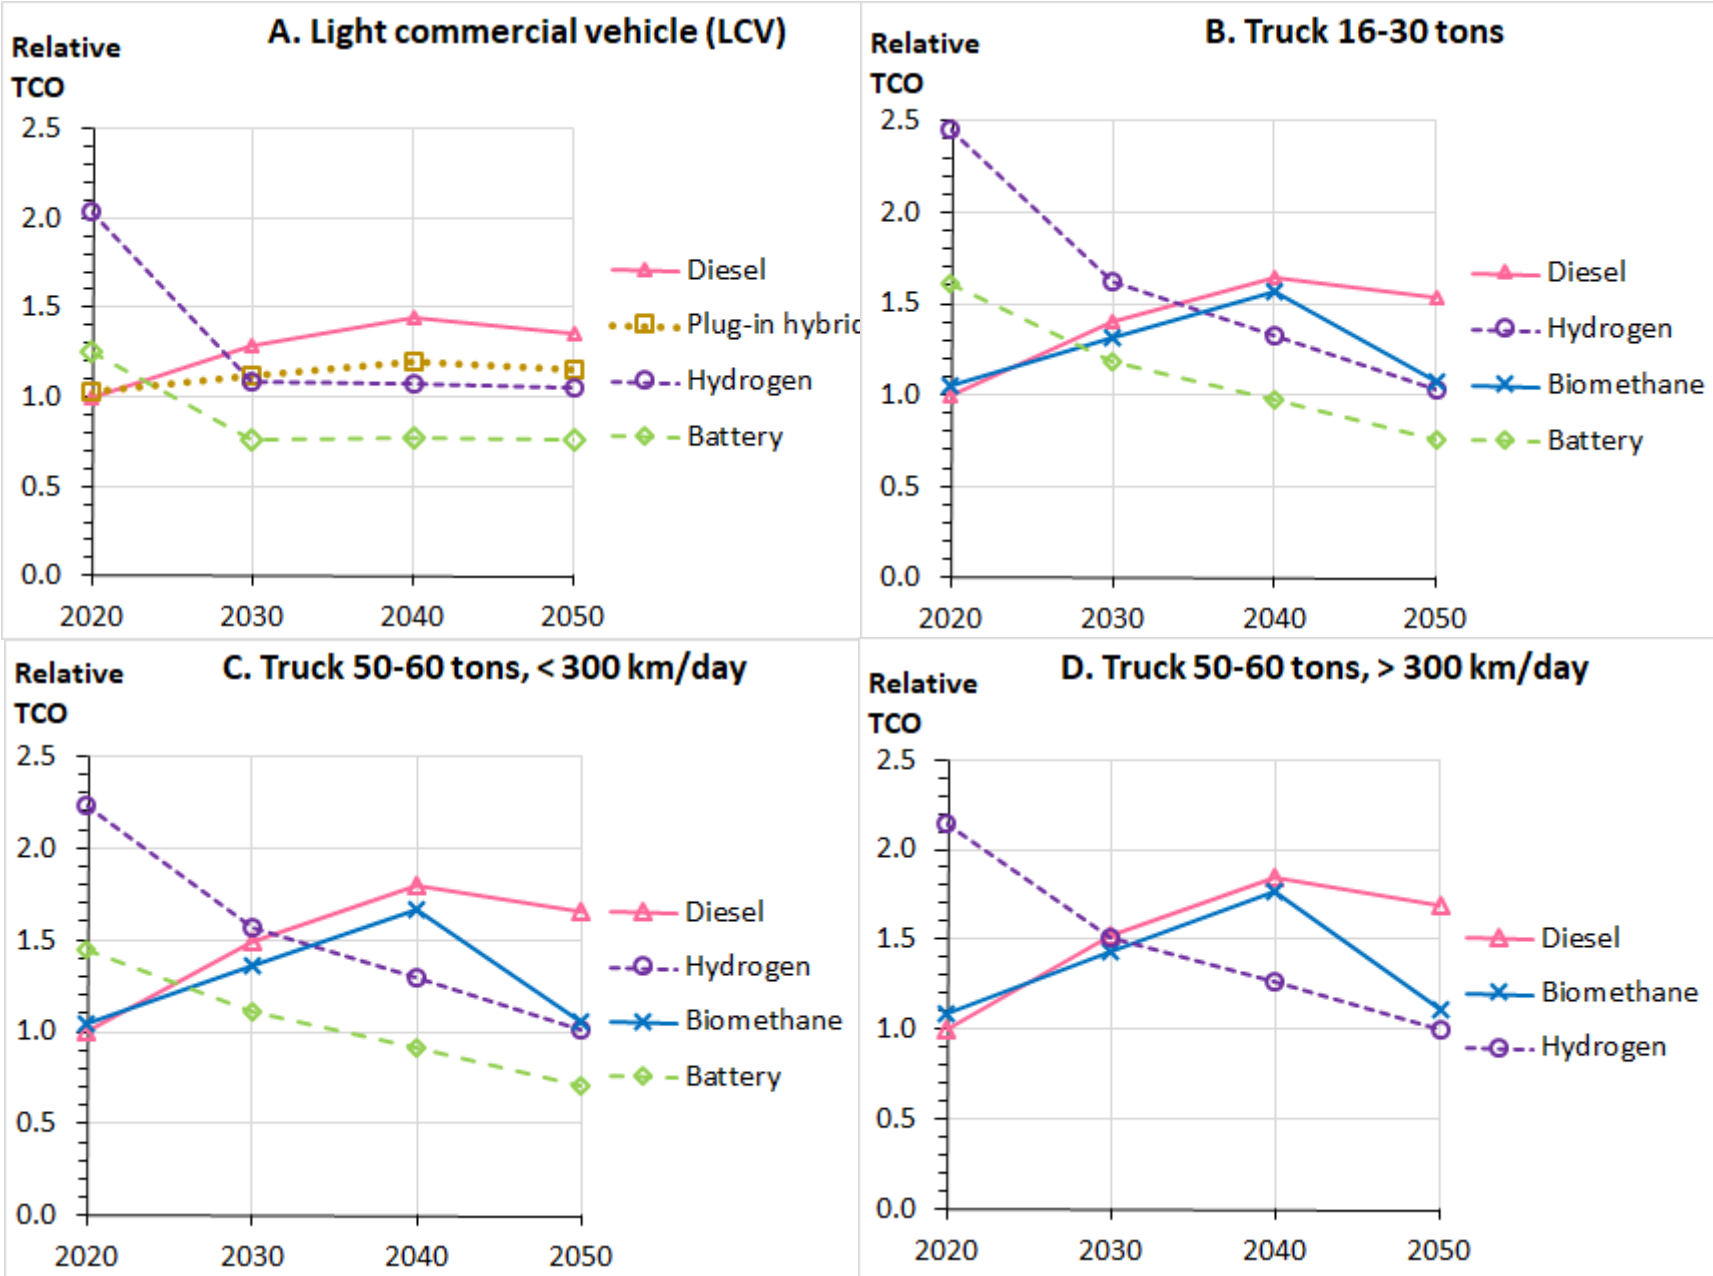 A. Light commercial vehicle (LCV)
Relative
TCO
2.5
2.0
1.5
1.0
0.5
0.0
2020 2030 2040 2050
Diesel
Plug-in hybrid
Hydrogen
Battery
B. Truck 16-30 tons
Relative
TCO
2.5
2.0
1.5
1.0
0.5
0.0
2020 2030 2040 2050
Diesel
Hydrogen
Biomethane
Battery
C. Truck 50-60 tons, < 300 km/day
Relative
TCO
2.5
2.0
1.5
1.0
0.5
0.0
2020 2030 2040 2050
Diesel
Hydrogen
Biomethane
Battery
D. Truck 50-60 tons, > 300 km/day
Relative
TCO
2.5
2.0
1.5
1.0
0.5
0.0
2020 2030 2040 2050
Diesel
Biomethane
Hydrogen